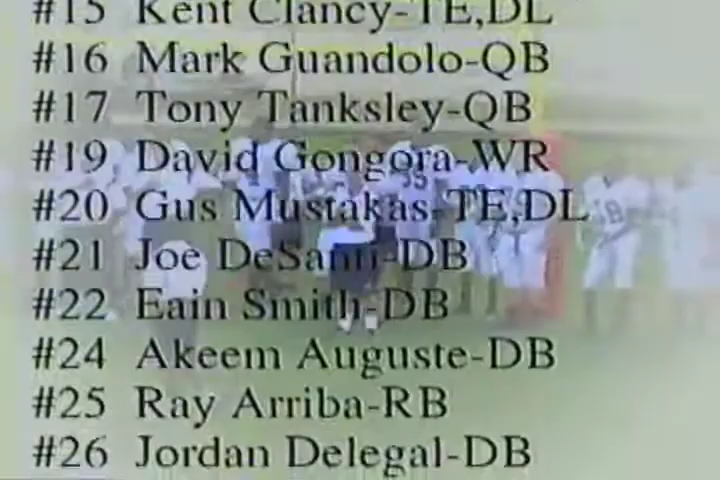 #15 Kent Clancy-TE,DL
#16 Mark Guandolo-QB
#17 Tony Tanksley-QB
#19 David Gongora-WR
#20 Gus Mustakas-TE,DL
#21 Joe DeSanti-DB
#22 Eain Smith-DB
#24 Akeem Auguste-DB
#25 Ray Arriba-RB
#26 Jordan Delegal-DB